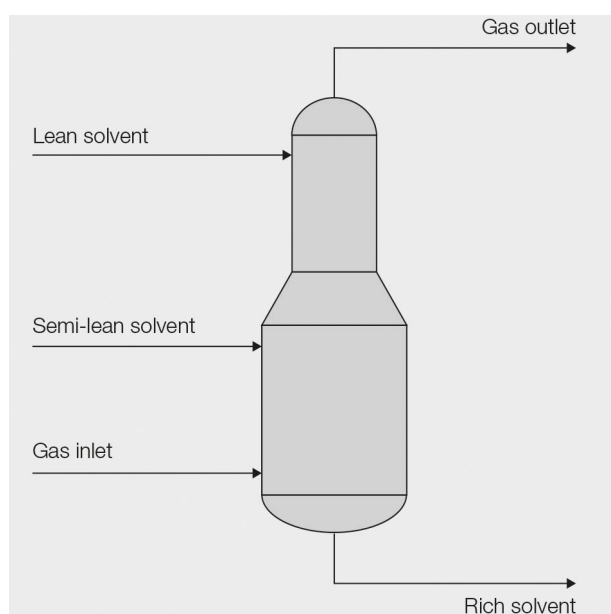 Gas outlet
Lean solvent
Semi-lean solvent
Gas inlet
Rich solvent